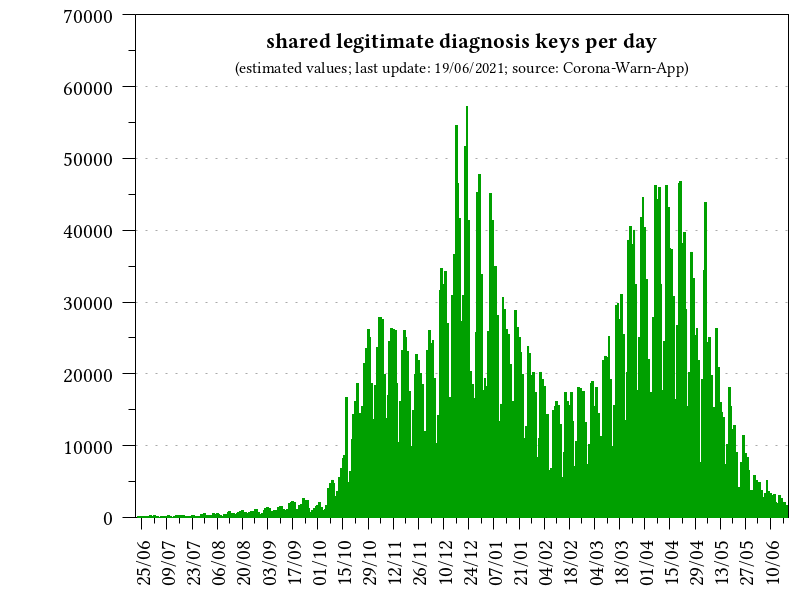 shared legitimate diagnosis keys per day
(estimated values; last update: 19/06/2021; source: Corona-Warn-App)
70000
60000
50000
40000
30000
20000
10000
0
25/06 09/07 23/07 06/08 20/08 03/09 17/09 01/10 15/10 29/10 12/11 26/11 10/12 24/12 07/01 21/01 04/02 18/02 04/03 18/03 01/04 15/04 29/04 13/05 27/05 10/06